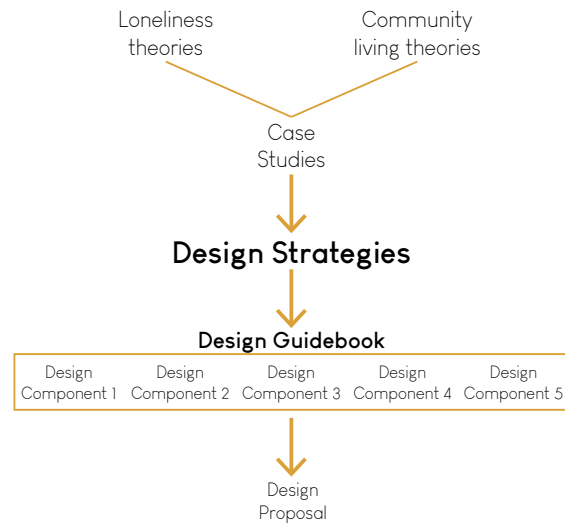 Loneliness
theories
Community
living theories
Case
Studies
Design Strategies
Design Guidebook
Design
Component 1
Design
Component 2
Design
Component 3
Design
Component 4
Design
Component 5
Design
Proposal